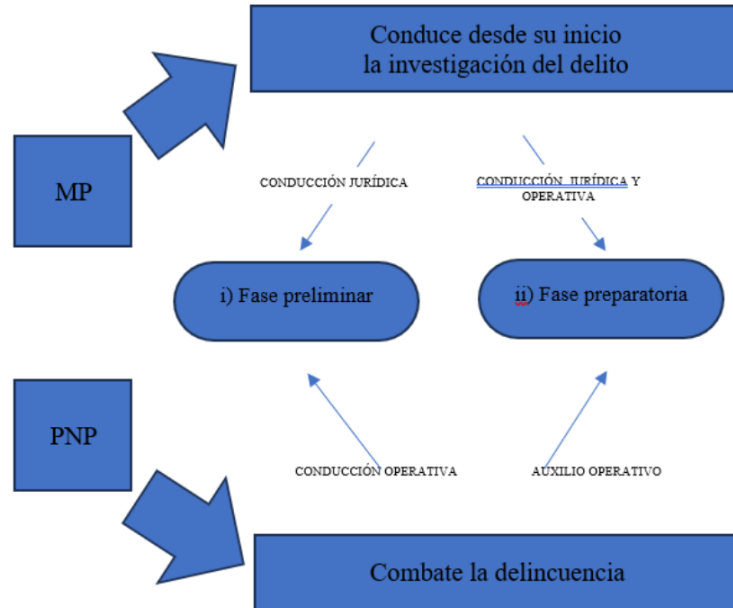 Conduce desde su inicio
la investigación del delito
MP
CONDUCCIÓN JURÍDICA
CONDUCCIÓN JURÍDICA Y
OPERATIVA
i) Fase preliminar
ii) Fase preparatoria
PNP
CONDUCCIÓN OPERATIVA
AUXILIO OPERATIVO
Combate la delincuencia